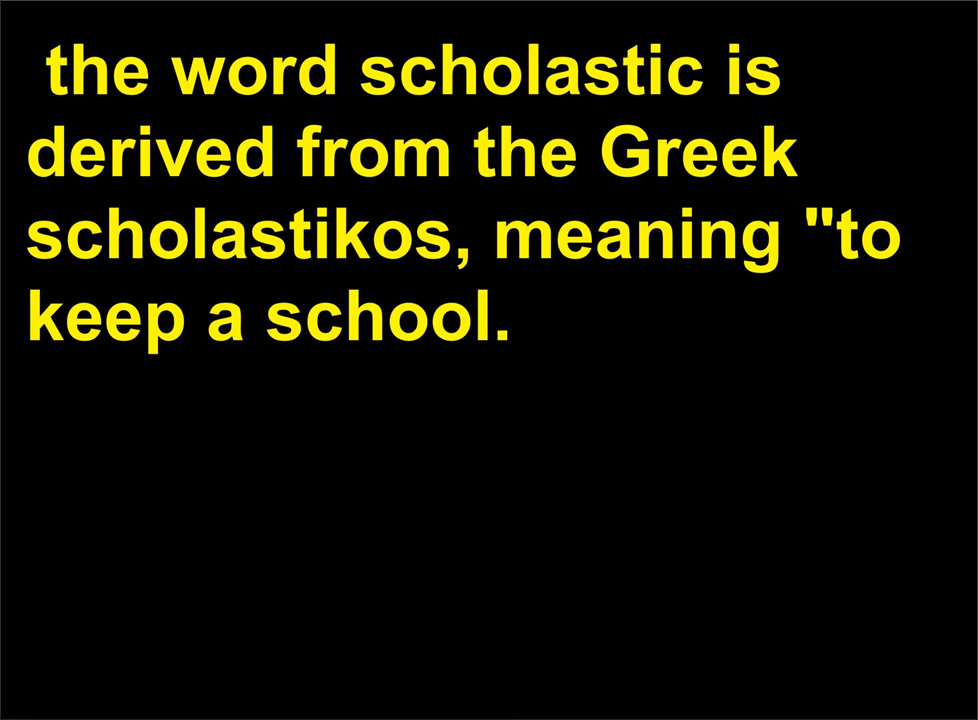 the word scholastic is
derived from the Greek
scholastikos, meaning "to
keep a school.